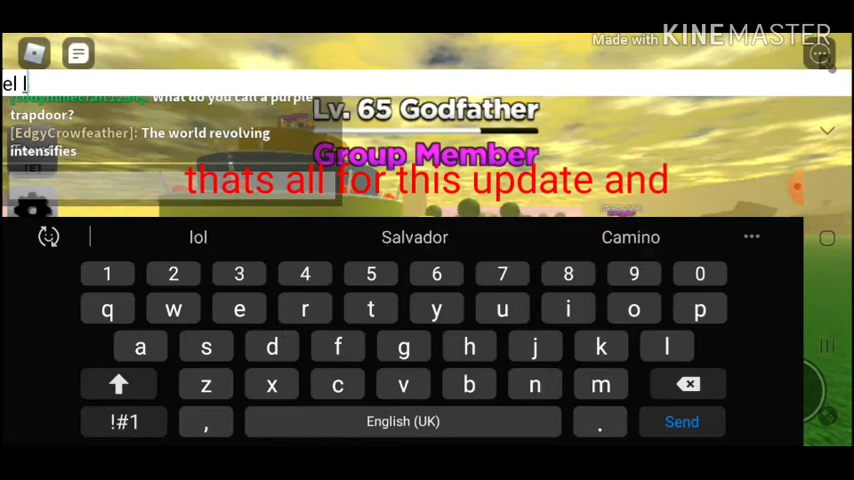 Made with KINEMASTER
el l
[Eddyminecraft1234]: What do you call a purple
trapdoor?
[EdgyCrowfeather]: The world revolving
intensifies
Lv. 65 Godfather
Group Member
thats all for this update and
lol Salvador Camino
1 2 3 4 5 6 7 8 9 0
q w e r t y u i o p
a s d f g h j k l
z x c v b n m
!#1 , English (UK) . Send